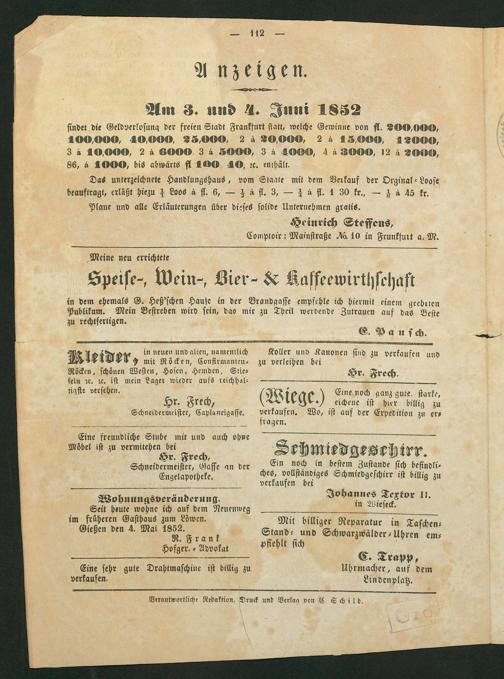 — 112 —
Anzeigen.
Am 3. und 4. Juni 1852
findet die Geldverlosung der freien Stadt Frankfurt statt, welche Gewinne von fl. 200,000,
100,000, 40,000, 25,000, 2 à 20,000, 2 à 15,000, 12000,
3 à 10,000, 2 à 6000 3 à 5000, 3 à 4000, 4 à 3000, 12 à 2000,
86, à 1000, bis abwärts fl 100 40, ꝛc. enthält.
Das unterzeichnete Handlungshaus, vom Staate mit dem Verkauf der Orginal-Loose
beauftragt, erläßt hiezu Loos à fl. 6, — à fl. 3, — à fl. 1 30 kr., — à 45 kr.
Plane und alle Erläuterungen über dieses solide Unternehmen gratis.
Heinrich Steffens,
Comptoir: Mainstraße No. 10 in Frunkfurt a. M.
Meine neu errichtete
Speise-, Wein-, Bier- & Kaffeewirthschaft
in dem ehemals G. Heß'schen Hause in der Brandgasse empfehle ich hiermit einem geehrten
Publikum. Mein Bestreben wird sein, das mir zu Theil werdende Zutrauen auf das Beste
zu rechtfertigen.
E. Pausch.
Kleider, in neuen und alten, namentlich
mit Röcken, Confirmanten-
Röcken, schönen Westen, Hosen, Hemden, Stie-
feln ꝛc. ꝛc. ist mein Lager wieder aufs reichhal-
tigste versehen.
Hr. Frech,
Schneidermeister, Caplaneigasse.
Eine freundliche Stube mit und auch ohne
Möbel ist zu vermiethen bei
Hr. Frech,
Schneidermeister, Gasse an der
Engelapotheke.
Wohnungsveränderung.
Seit heute wohne ich auf dem Neuenweg
im früheren Gasthaus zum Löwen.
Gießen den 4. Mai 1852.
R. Frank
Hofger.-Advokat
Eine sehr gute Drahtmaschine ist billig zu
verkaufen.
Koller und Kanonen sind zu verkaufen und
zu verleihen bei
Hr. Frech.
(Wiege.) Eine noch ganz gute, starke,
eichene ist hier billig zu
verkaufen. Wo, ist auf der Expedition zu er-
fragen.
Schmiedgeschirr.
Ein noch in bestem Zustande sich befindli-
ches, vollständiges Schmiedgeschirr ist billig zu
verkaufen bei
Johannes Textor II.
in Wieseck.
Mit billiger Reparatur in Taschen-
Stand- und Schwarzwälder-Uhren em-
pfiehlt sich
C. Trapp,
Uhrmacher, auf dem
Lindenplatz.
Verantwortliche Redaktion. Druck und Verlag von C Schild.